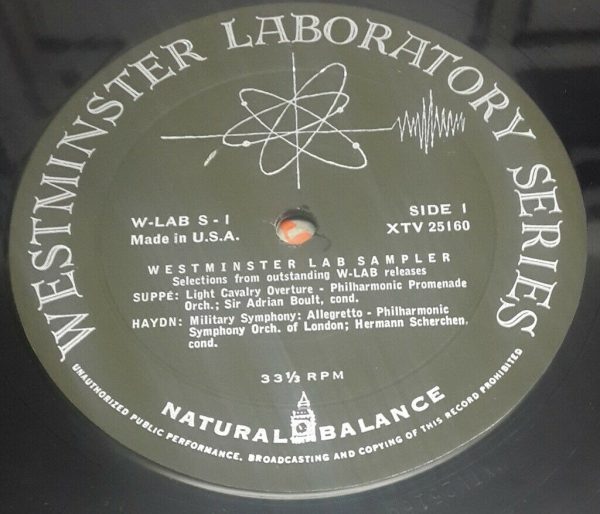 WESTMINSTER LABORATORY SERIES
W-LAB S - 1
Made in U.S.A.
SIDE 1
XTV 25160
WESTMINSTER LAB SAMPLER
Selections from outstanding W-LAB releases
SUPPÉ: Light Cavalry Overture - Philharmonic Promenade
Orch.; Sir Adrian Boult, cond.
HAYDN: Military Symphony: Allegretto - Philharmonic
Symphony Orch. of London; Hermann Scherchen,
cond.
33⅓ RPM
NATURAL BALANCE
UNAUTHORIZED PUBLIC PERFORMANCE, BROADCASTING AND COPYING OF THIS RECORD PROHIBITED